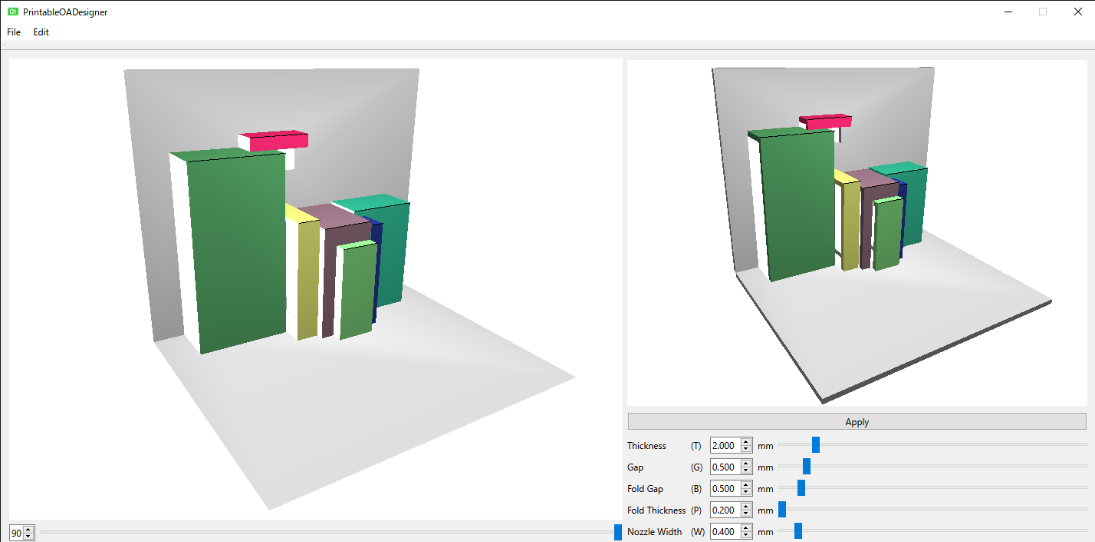 Qt PrintableOADesigner
File Edit
Apply
Thickness (T) 2.000 mm
Gap (G) 0.500 mm
Fold Gap (B) 0.500 mm
Fold Thickness (P) 0.200 mm
Nozzle Width (W) 0.400 mm
90